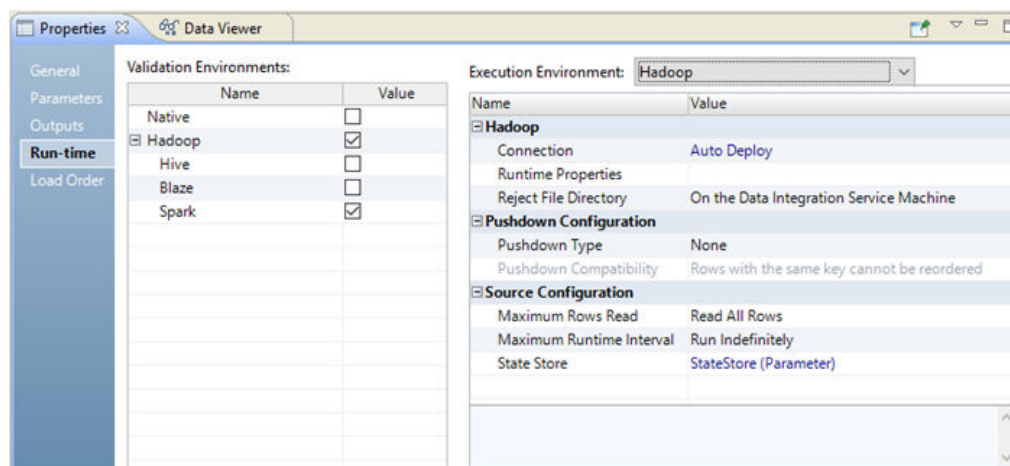 Properties Data Viewer
General
Parameters
Outputs
Run-time
Load Order
Validation Environments:
Name Value
Native
Hadoop
Hive
Blaze
Spark
Execution Environment: Hadoop
Name Value
Hadoop
Connection Auto Deploy
Runtime Properties
Reject File Directory On the Data Integration Service Machine
Pushdown Configuration
Pushdown Type None
Pushdown Compatibility Rows with the same key cannot be reordered
Source Configuration
Maximum Rows Read Read All Rows
Maximum Runtime Interval Run Indefinitely
State Store StateStore (Parameter)